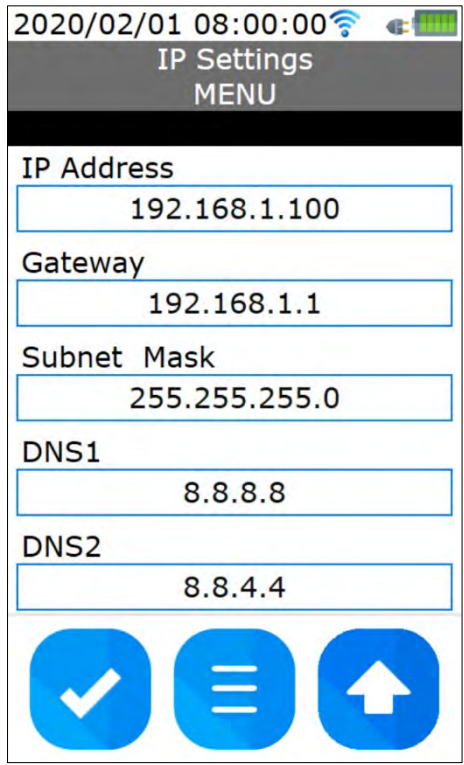 2020/02/01 08:00:00
IP Settings
MENU
IP Address
192.168.1.100
Gateway
192.168.1.1
Subnet Mask
255.255.255.0
DNS1
8.8.8.8
DNS2
8.8.4.4